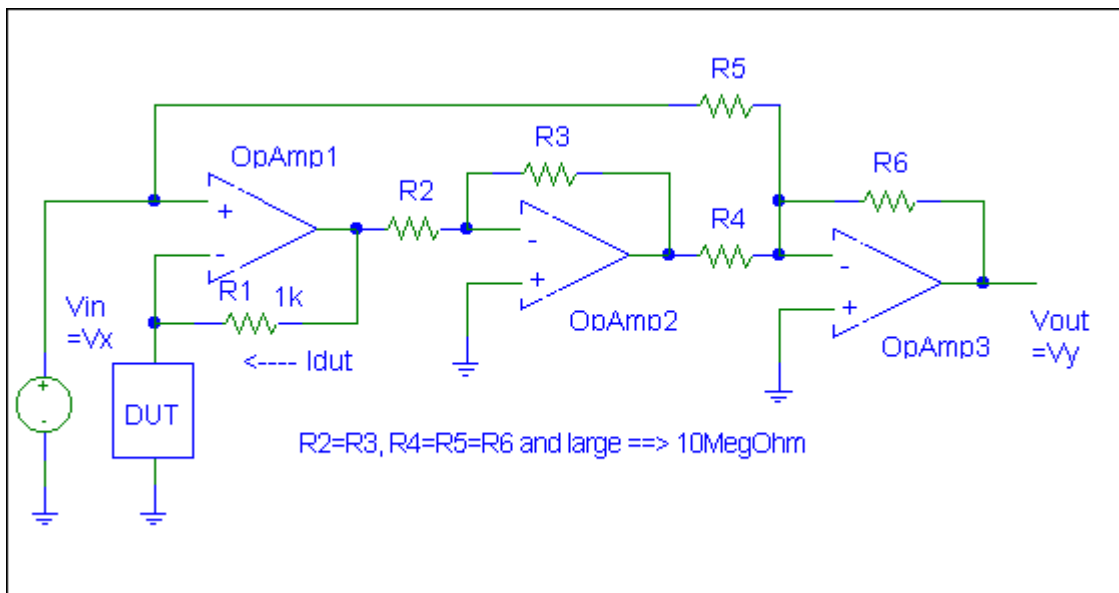 R5
R3
OpAmp1
R6
R2
+
-
-
R4
+
-
R1
1k
+
Vin
=Vx
OpAmp2
Vout
=Vy
<---- Idut
OpAmp3
+
-
DUT
R2=R3, R4=R5=R6 and large ==> 10MegOhm